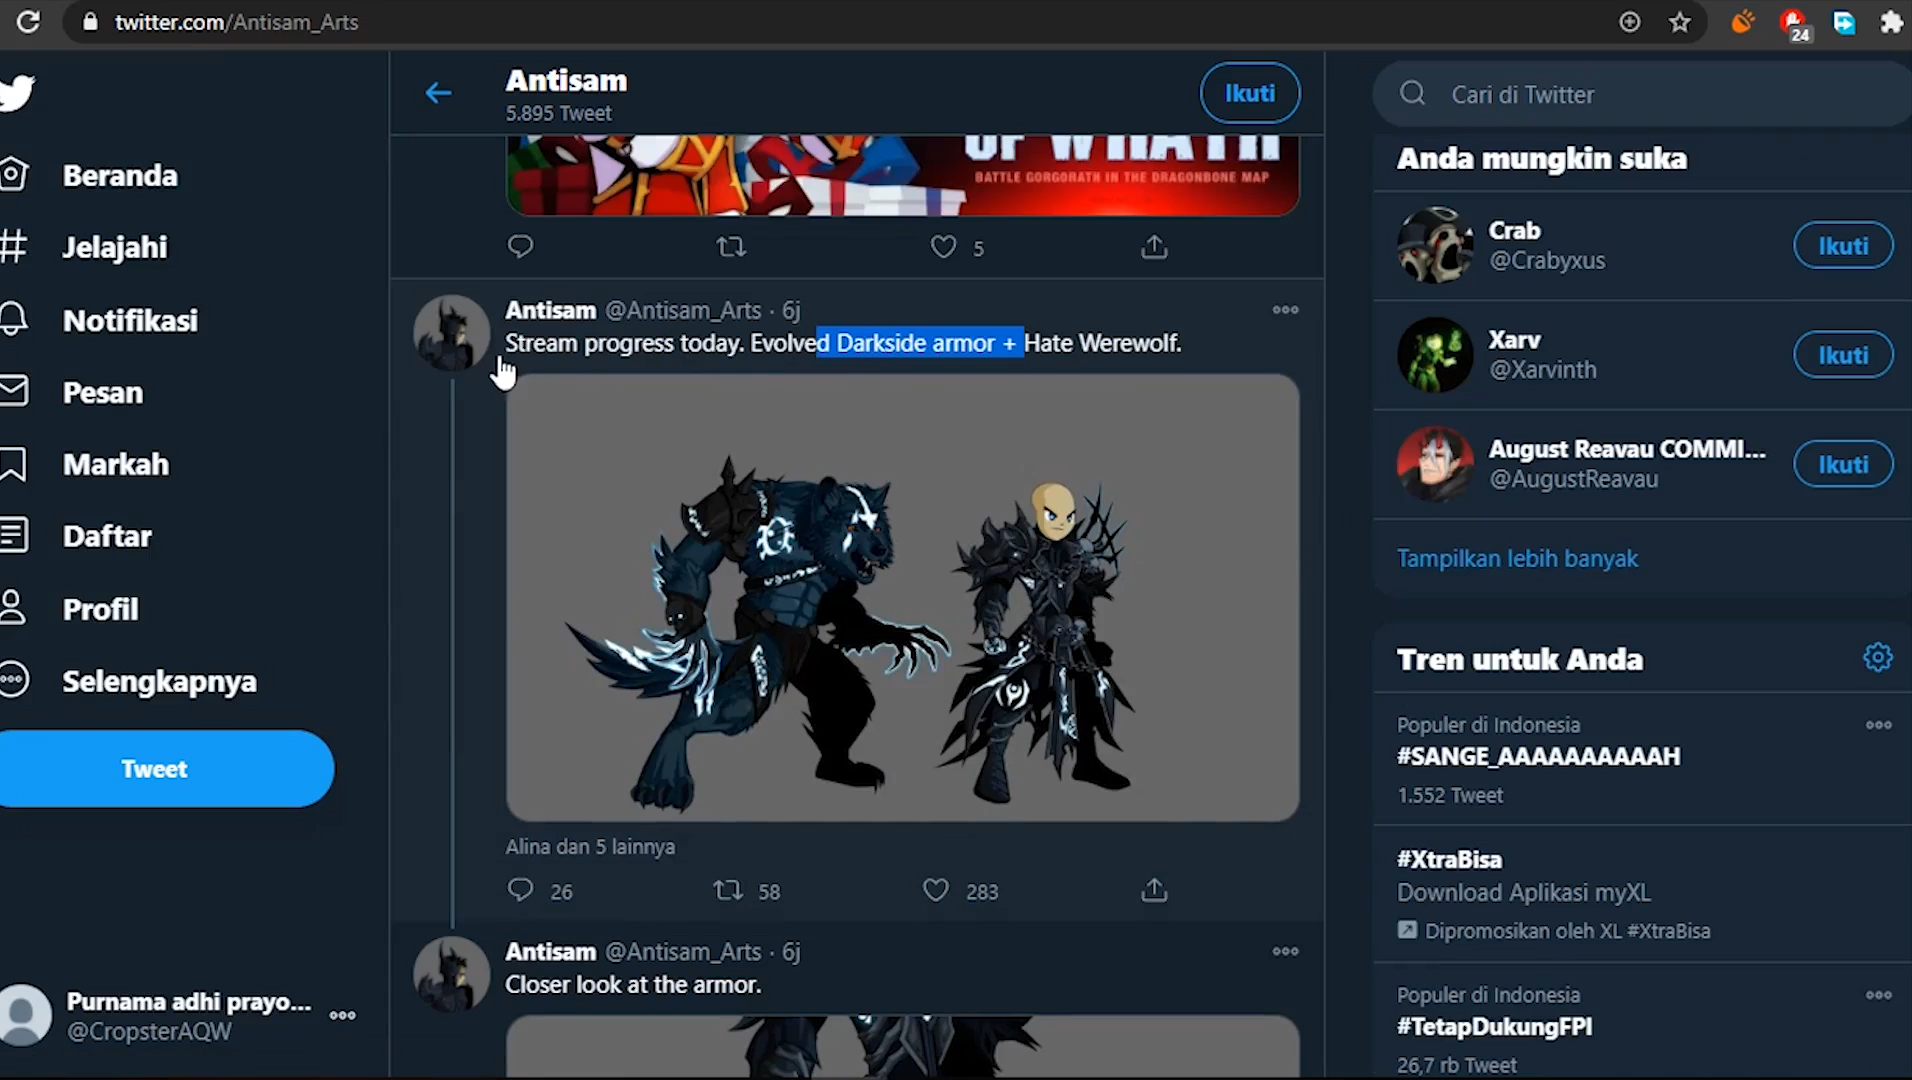 twitter.com/Antisam_Arts
24
Antisam
5.895 Tweet
Ikuti
Cari di Twitter
Beranda
Jelajahi
Notifikasi
Pesan
Markah
Daftar
Profil
Selengkapnya
Tweet
Purnama adhi prayo...
@CropsterAQW
OF WRATH
BATTLE GORGORATH IN THE DRAGONBONE MAP
5
Antisam @Antisam_Arts · 6j
Stream progress today. Evolved Darkside armor + Hate Werewolf.
Alina dan 5 lainnya
26 58 283
Antisam @Antisam_Arts · 6j
Closer look at the armor.
Anda mungkin suka
Crab
@Crabyxus
Ikuti
Xarv
@Xarvinth
Ikuti
August Reavau COMMI...
@AugustReavau
Ikuti
Tampilkan lebih banyak
Tren untuk Anda
Populer di Indonesia
#SANGE_AAAAAAAAAAH
1.552 Tweet
#XtraBisa
Download Aplikasi myXL
Dipromosikan oleh XL #XtraBisa
Populer di Indonesia
#TetapDukungFPI
26,7 rb Tweet